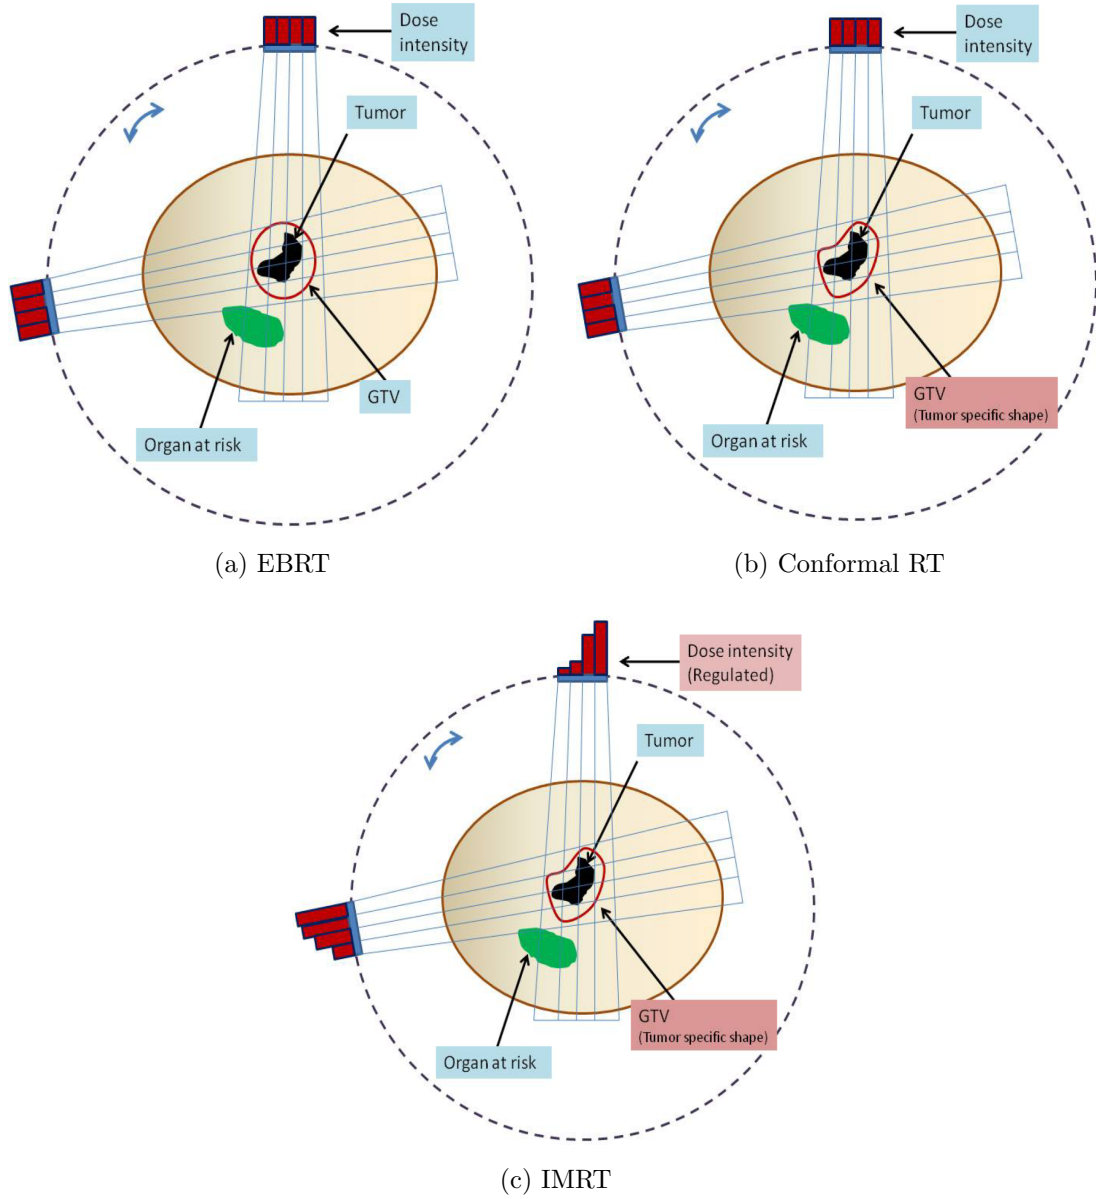 Dose
intensity
Tumor
GTV
Organ at risk
(a) EBRT
Dose
intensity
Tumor
GTV
(Tumor specific shape)
Organ at risk
(b) Conformal RT
Dose intensity
(Regulated)
Tumor
GTV
(Tumor specific shape)
Organ at risk
(c) IMRT